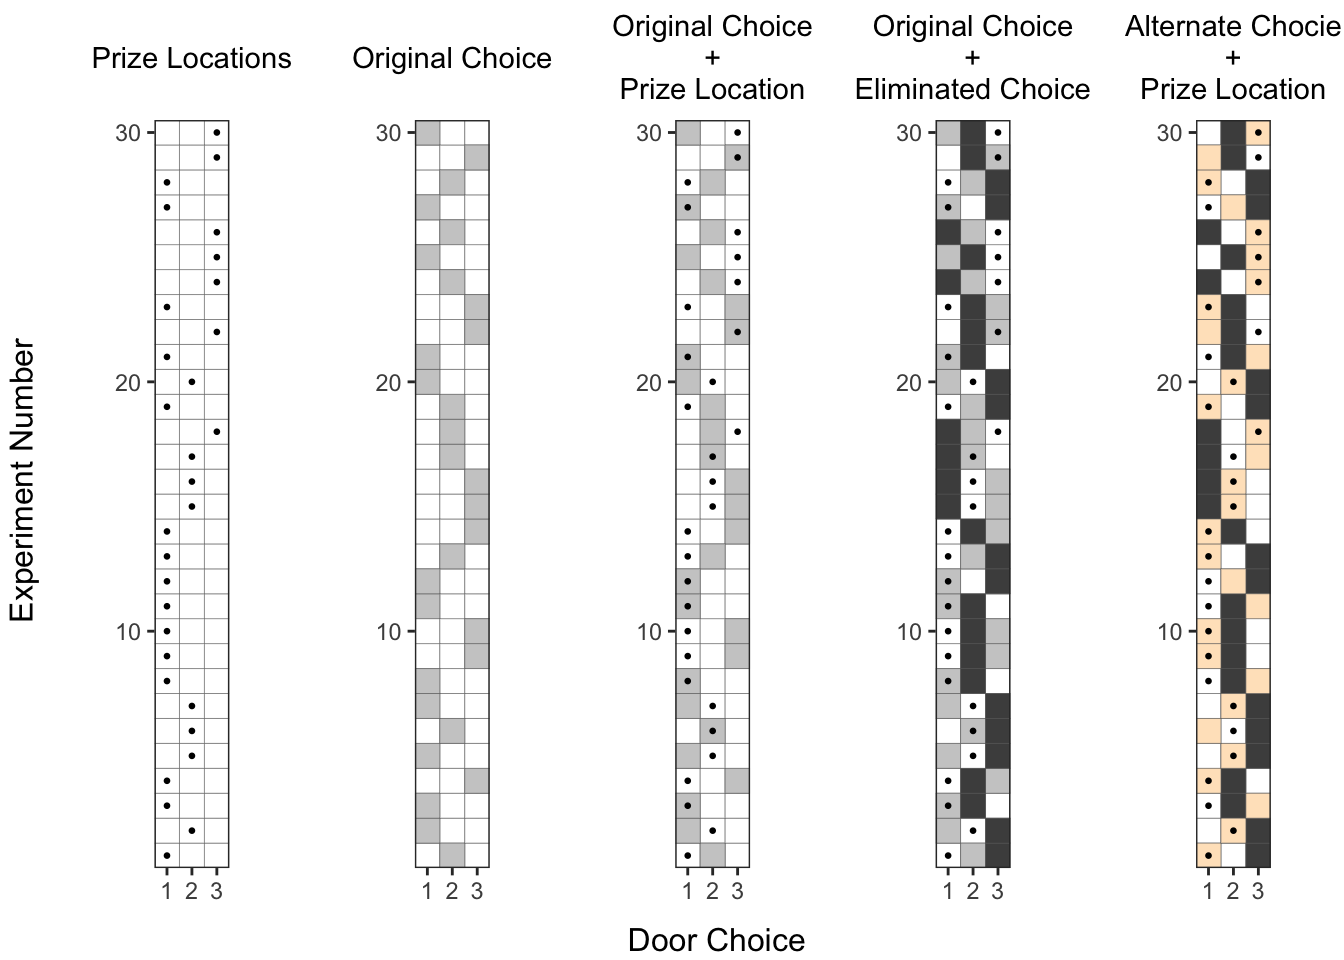 Prize Locations
Original Choice
Original Choice
+
Prize Location
Original Choice
+
Eliminated Choice
Alternate Chocie
+
Prize Location
Experiment Number
30
20
10
1 2 3
30
20
10
1 2 3
30
20
10
1 2 3
30
20
10
1 2 3
30
20
10
1 2 3
Door Choice